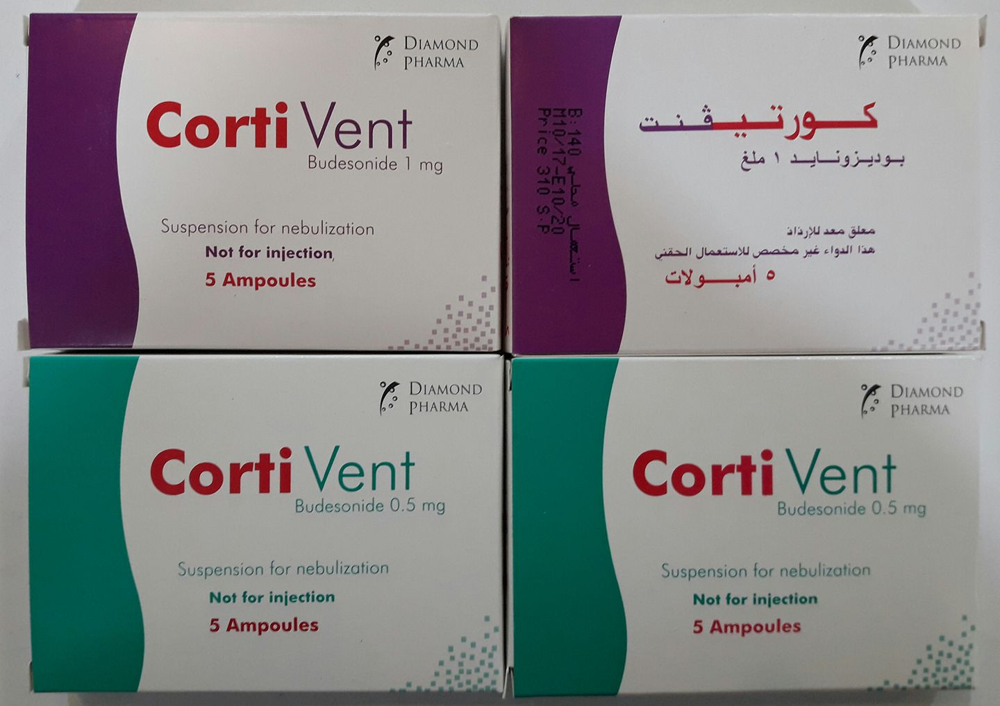 DIAMOND
PHARMA
Corti Vent
Budesonide 1 mg
Suspension for nebulization
Not for injection
5 Ampoules
DIAMOND
PHARMA
كورتيڤنت
بوديزونايد ١ ملغ
معلق معد للإرذاذ
هذا الدواء غير مخصص للاستعمال الحقني
٥ أمبولات
استعمال محلي B:140
M10/17-E10/20
Price 310 S.P
DIAMOND
PHARMA
Corti Vent
Budesonide 0.5 mg
Suspension for nebulization
Not for injection
5 Ampoules
DIAMOND
PHARMA
Corti Vent
Budesonide 0.5 mg
Suspension for nebulization
Not for injection
5 Ampoules